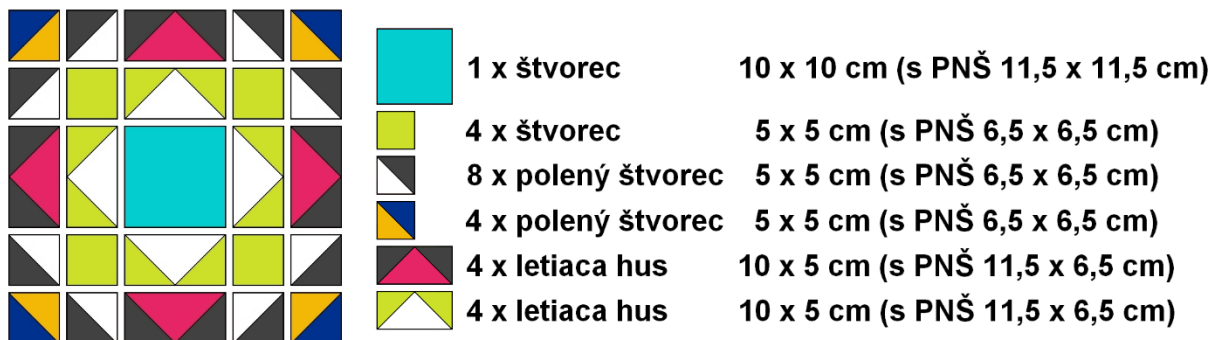 1 x štvorec 10 x 10 cm (s PNŠ 11,5 x 11,5 cm)
4 x štvorec 5 x 5 cm (s PNŠ 6,5 x 6,5 cm)
8 x polený štvorec 5 x 5 cm (s PNŠ 6,5 x 6,5 cm)
4 x polený štvorec 5 x 5 cm (s PNŠ 6,5 x 6,5 cm)
4 x letiaca hus 10 x 5 cm (s PNŠ 11,5 x 6,5 cm)
4 x letiaca hus 10 x 5 cm (s PNŠ 11,5 x 6,5 cm)